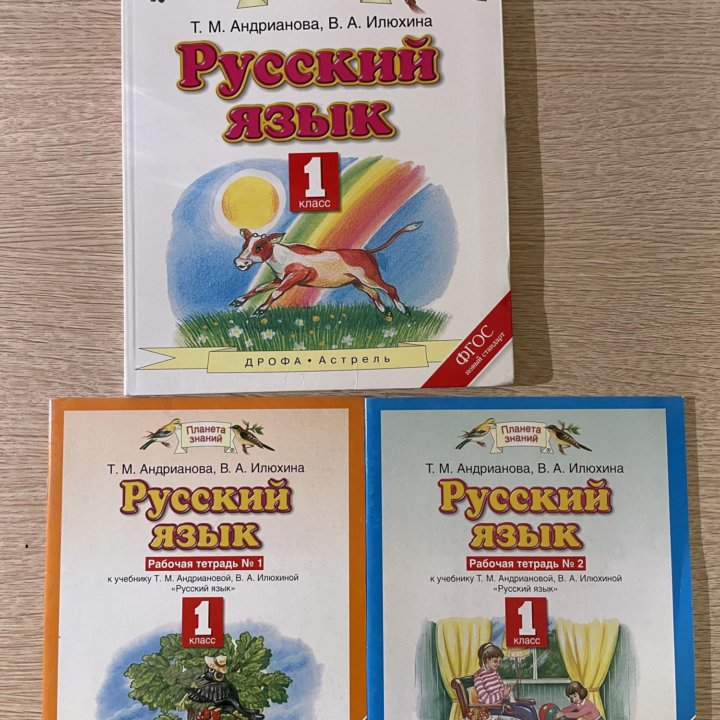 Т. М. Андрианова, В. А. Илюхина
Русский
язык
1
класс
ДРОФА • Астрель
ФГОС
новый стандарт
Планета
знаний
Т. М. Андрианова, В. А. Илюхина
Русский
язык
Рабочая тетрадь № 1
к учебнику Т. М. Андриановой, В. А. Илюхиной
«Русский язык»
1
класс
Планета
знаний
Т. М. Андрианова, В. А. Илюхина
Русский
язык
Рабочая тетрадь № 2
к учебнику Т. М. Андриановой, В. А. Илюхиной
«Русский язык»
1
класс